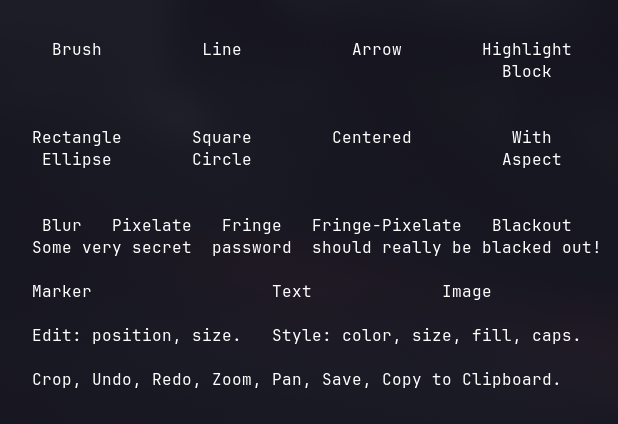 Brush Line Arrow Highlight
Block
Rectangle Square Centered With
Ellipse Circle Aspect
Blur Pixelate Fringe Fringe-Pixelate Blackout
Some very secret password should really be blacked out!
Marker Text Image
Edit: position, size. Style: color, size, fill, caps.
Crop, Undo, Redo, Zoom, Pan, Save, Copy to Clipboard.